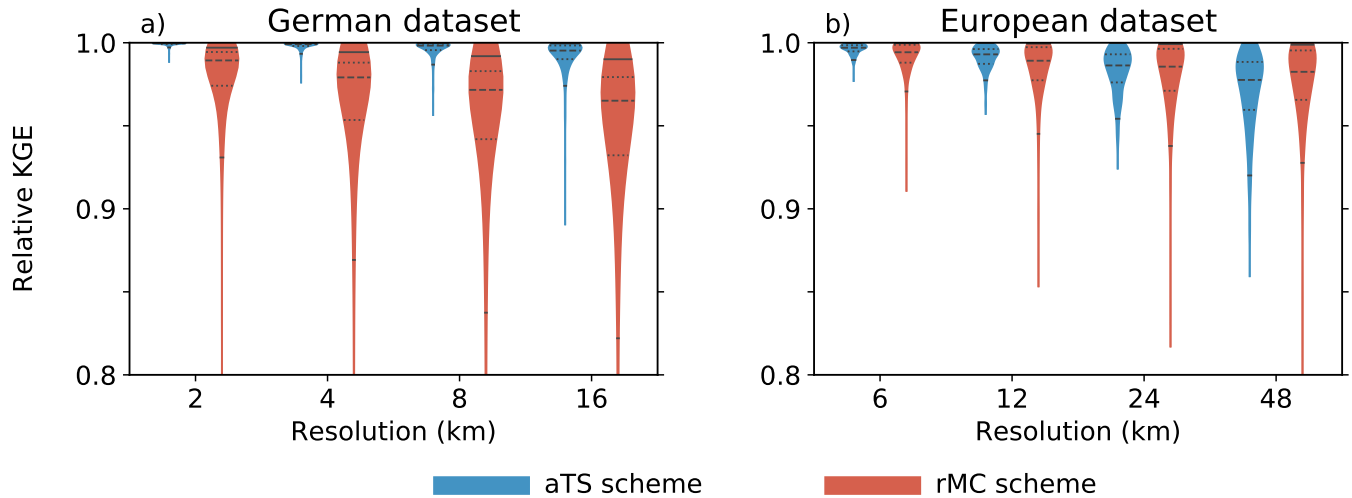 a) German dataset
b) European dataset
Relative KGE
1.0
0.9
0.8
2 4 8 16
Resolution (km)
1.0
0.9
0.8
6 12 24 48
Resolution (km)
aTS scheme
rMC scheme